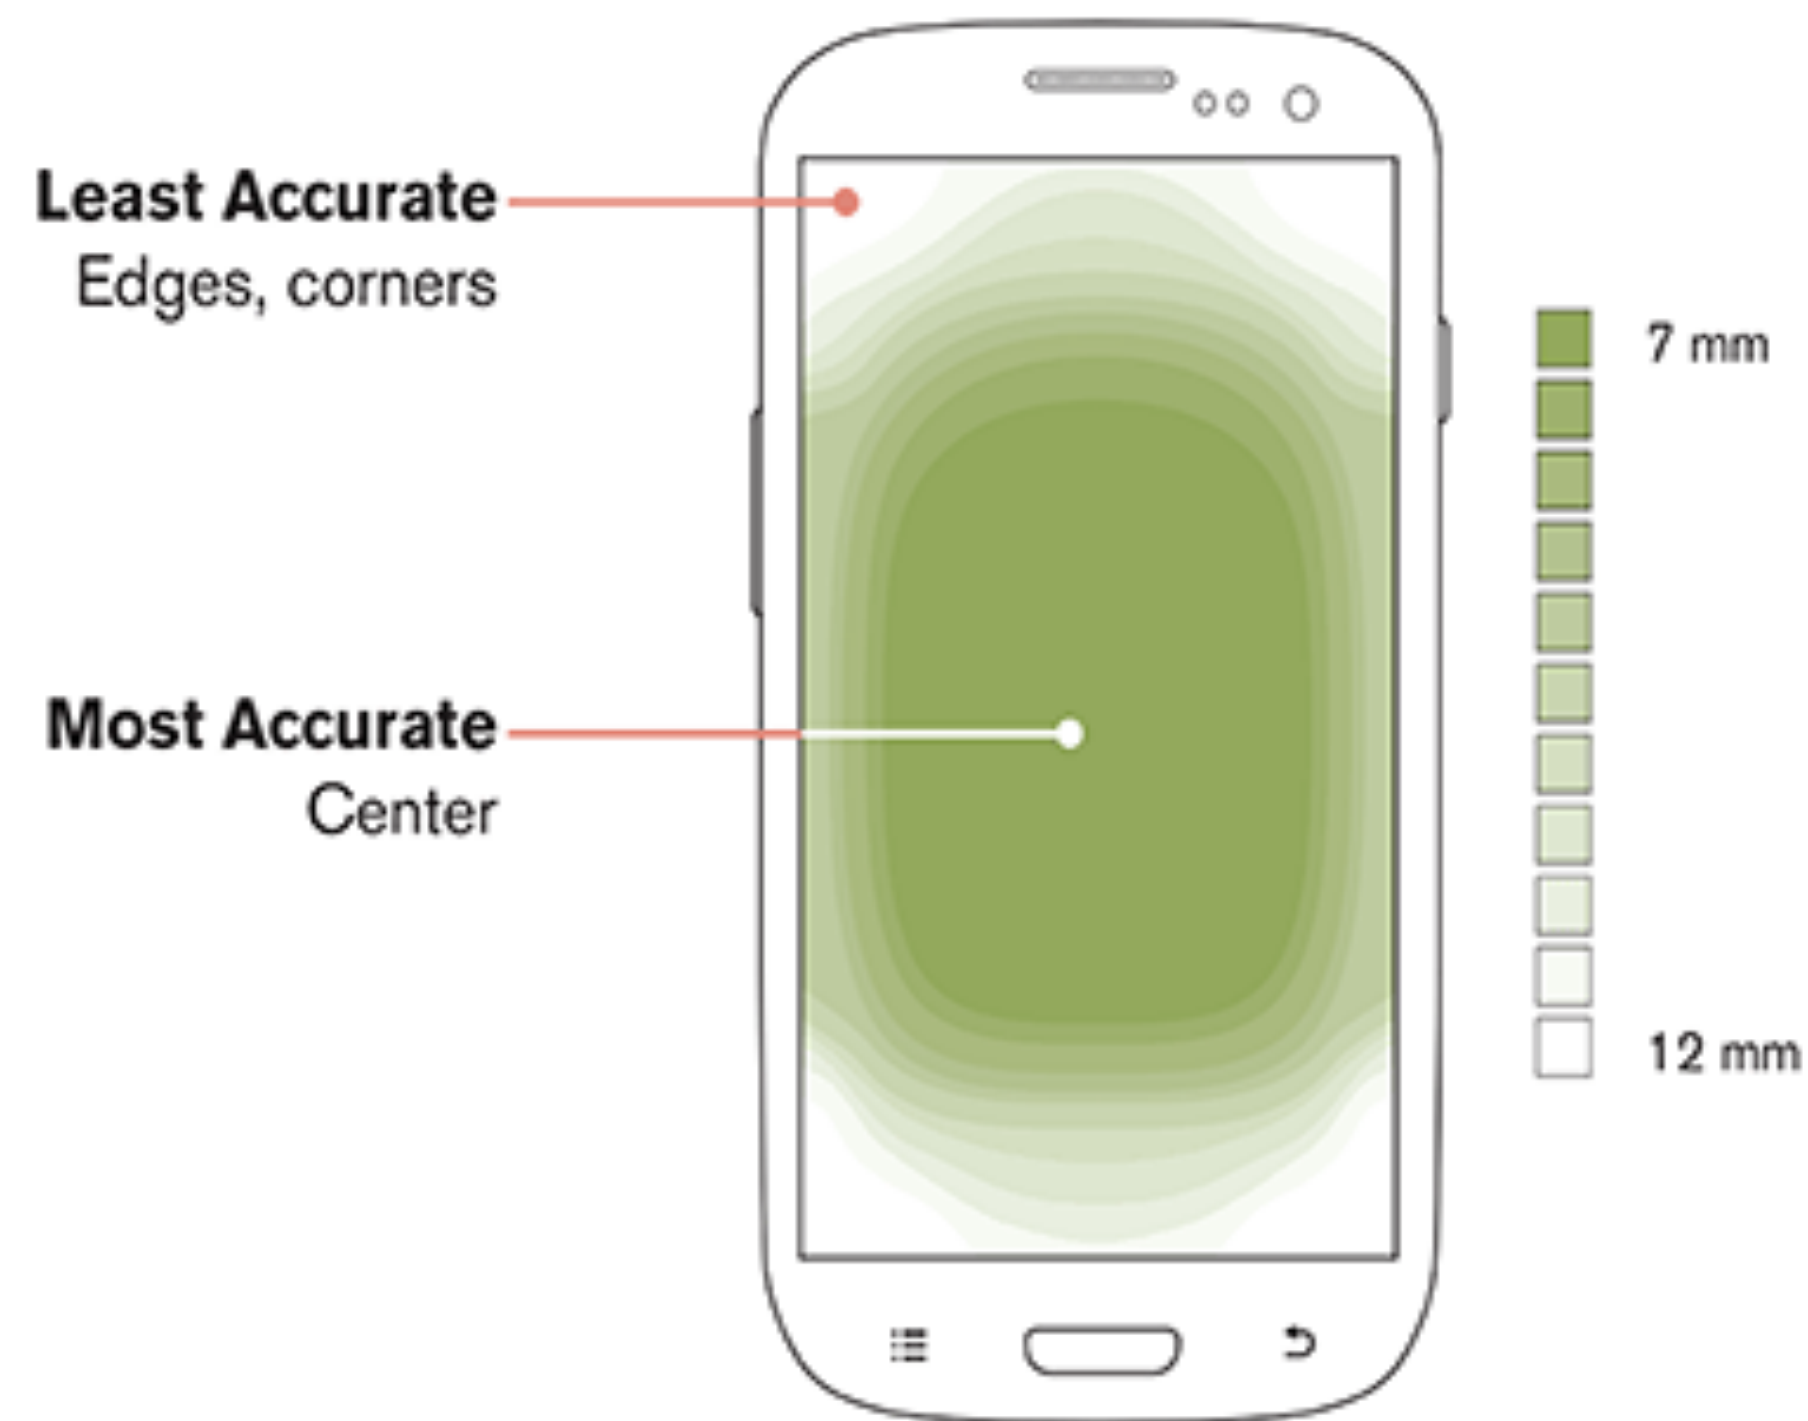 Least Accurate
Edges, corners
7 mm
Most Accurate
Center
12 mm